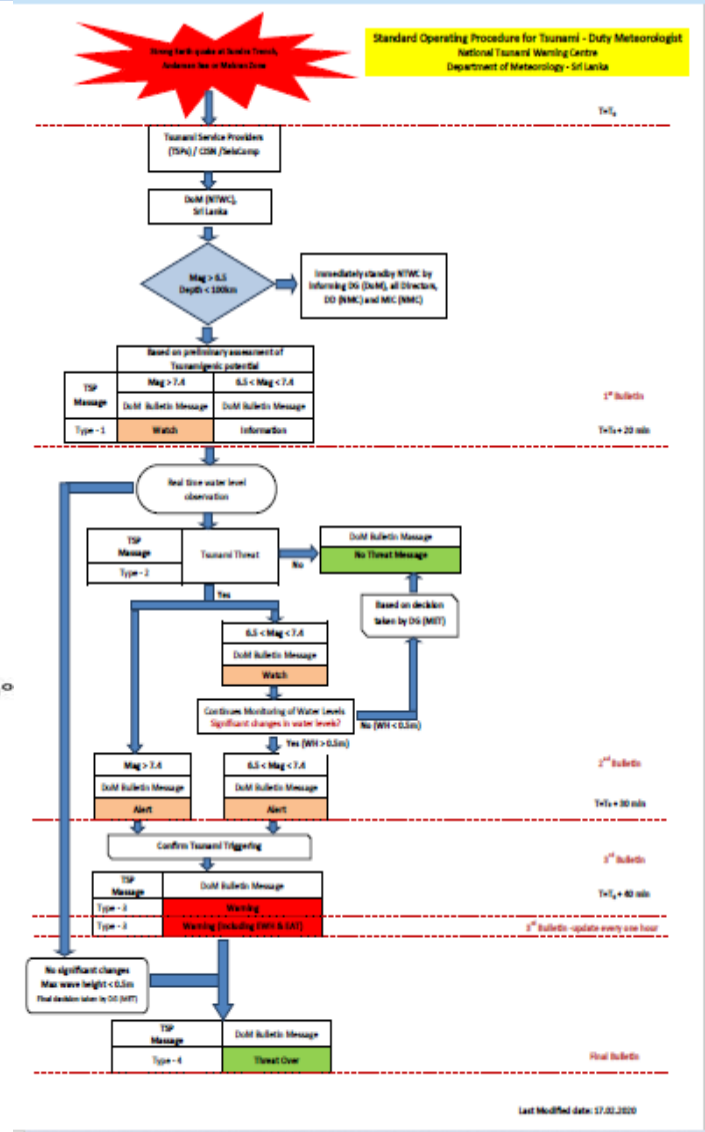 Standard Operating Procedure for Tsunami - Duty Meteorologist
National Tsunami Warning Centre
Department of Meteorology - Sri Lanka
Strong Earth quake at Sunda Trench,
Andaman Sea or Makran Zone
T=T₀
Tsunami Service Providers
(TSPs) / CISN /SeisComp
DoM (NTWC),
Sri Lanka
Mag > 6.5
Depth < 100km
Immediately standby NTWC by
Informing DG (DoM), all Directors,
DD (NMC) and MIC (NMC)
Based on preliminary assessment of
Tsunamigenic potential
TSP
Massage
Mag > 7.4
6.5 < Mag < 7.4
DoM Bulletin Message
DoM Bulletin Message
Type - 1
Watch
Information
1st Bulletin
T=T₀ + 20 min
Real time water level
observation
TSP
Massage
Type - 2
Tsunami Threat
No
DoM Bulletin Massage
No Threat Message
Yes
Based on decision
taken by DG (MET)
6.5 < Mag < 7.4
DoM Bulletin Message
Watch
Continues Monitoring of Water Levels
Significant changes in water levels?
No (WH < 0.5m)
Yes (WH > 0.5m)
Mag > 7.4
DoM Bulletin Message
Alert
6.5 < Mag < 7.4
DoM Bulletin Message
Alert
2nd Bulletin
T=T₀ + 30 min
Confirm Tsunami Triggering
3rd Bulletin
TSP
Massage
DoM Bulletin Message
T=T₀ + 40 min
Type - 3
Warning
Type - 3
Warning (Including EWH & EAT)
3rd Bulletin -update every one hour
No significant changes
Max wave height < 0.5m
Final decision taken by DG (MET)
TSP
Massage
DoM Bulletin Message
Type - 4
Threat Over
Final Bulletin
Last Modified date: 17.02.2020